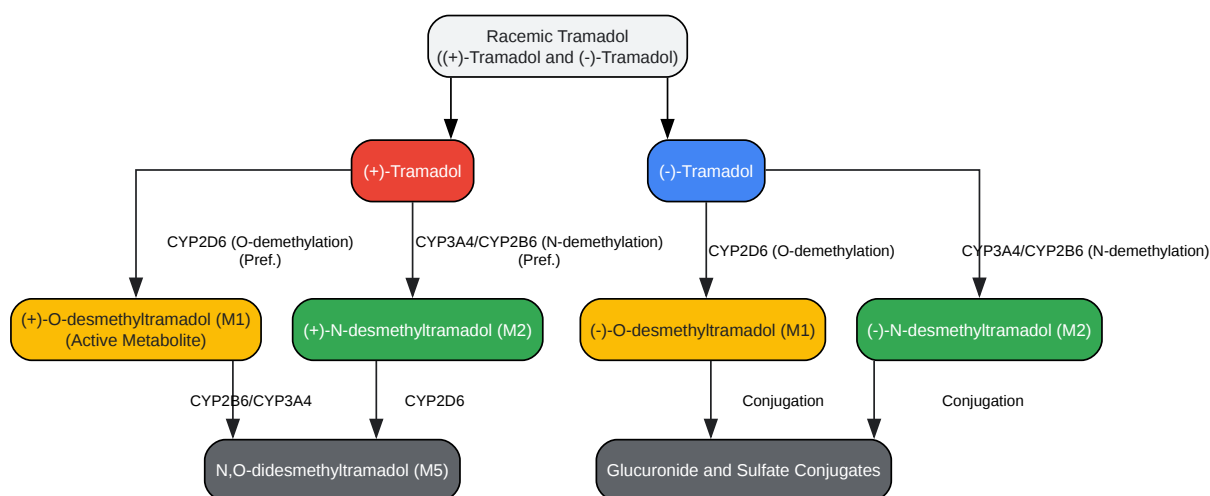 Racemic Tramadol
((+)-Tramadol and (-)-Tramadol)
(+)-Tramadol
(-)-Tramadol
CYP2D6 (O-demethylation)
(Pref.)
CYP3A4/CYP2B6 (N-demethylation)
(Pref.)
CYP2D6 (O-demethylation)
CYP3A4/CYP2B6 (N-demethylation)
(+)-O-desmethyltramadol (M1)
(Active Metabolite)
(+)-N-desmethyltramadol (M2)
(-)-O-desmethyltramadol (M1)
(-)-N-desmethyltramadol (M2)
CYP2B6/CYP3A4
CYP2D6
Conjugation
Conjugation
N,O-didesmethyltramadol (M5)
Glucuronide and Sulfate Conjugates